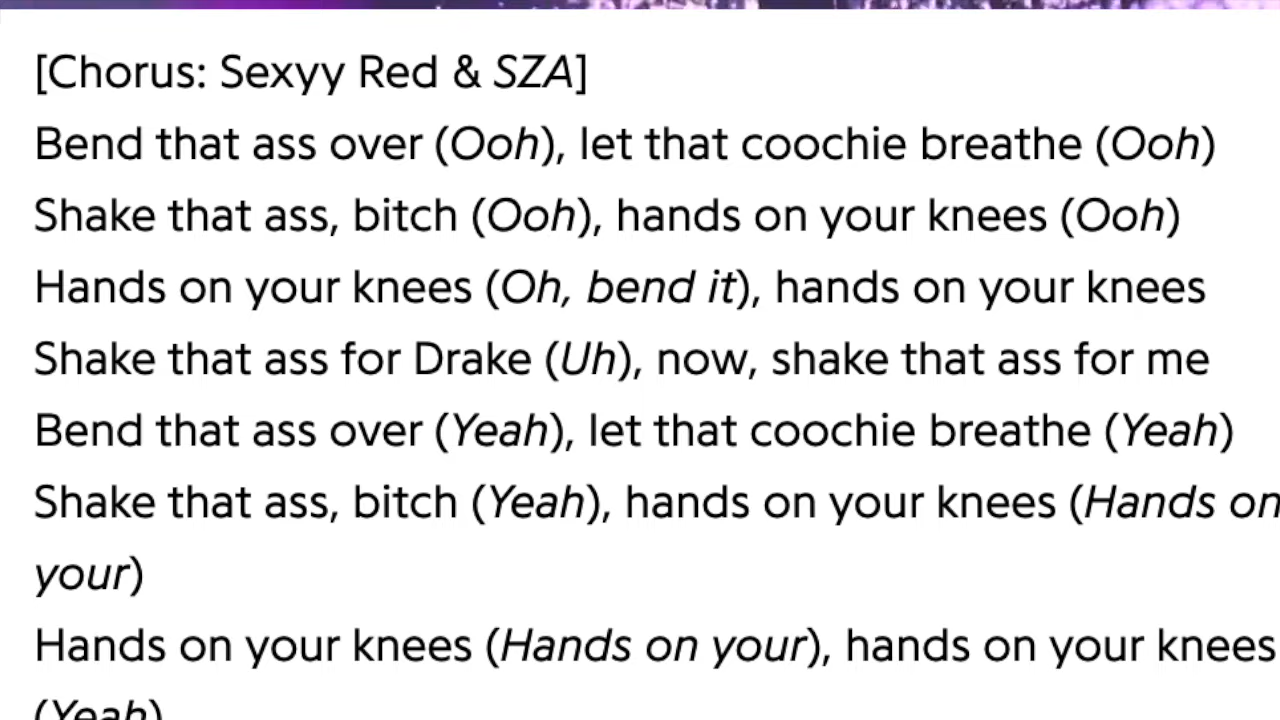 [Chorus: Sexyy Red & SZA]
Bend that ass over (Ooh), let that coochie breathe (Ooh)
Shake that ass, bitch (Ooh), hands on your knees (Ooh)
Hands on your knees (Oh, bend it), hands on your knees
Shake that ass for Drake (Uh), now, shake that ass for me
Bend that ass over (Yeah), let that coochie breathe (Yeah)
Shake that ass, bitch (Yeah), hands on your knees (Hands on
your)
Hands on your knees (Hands on your), hands on your knees
(Yeah)